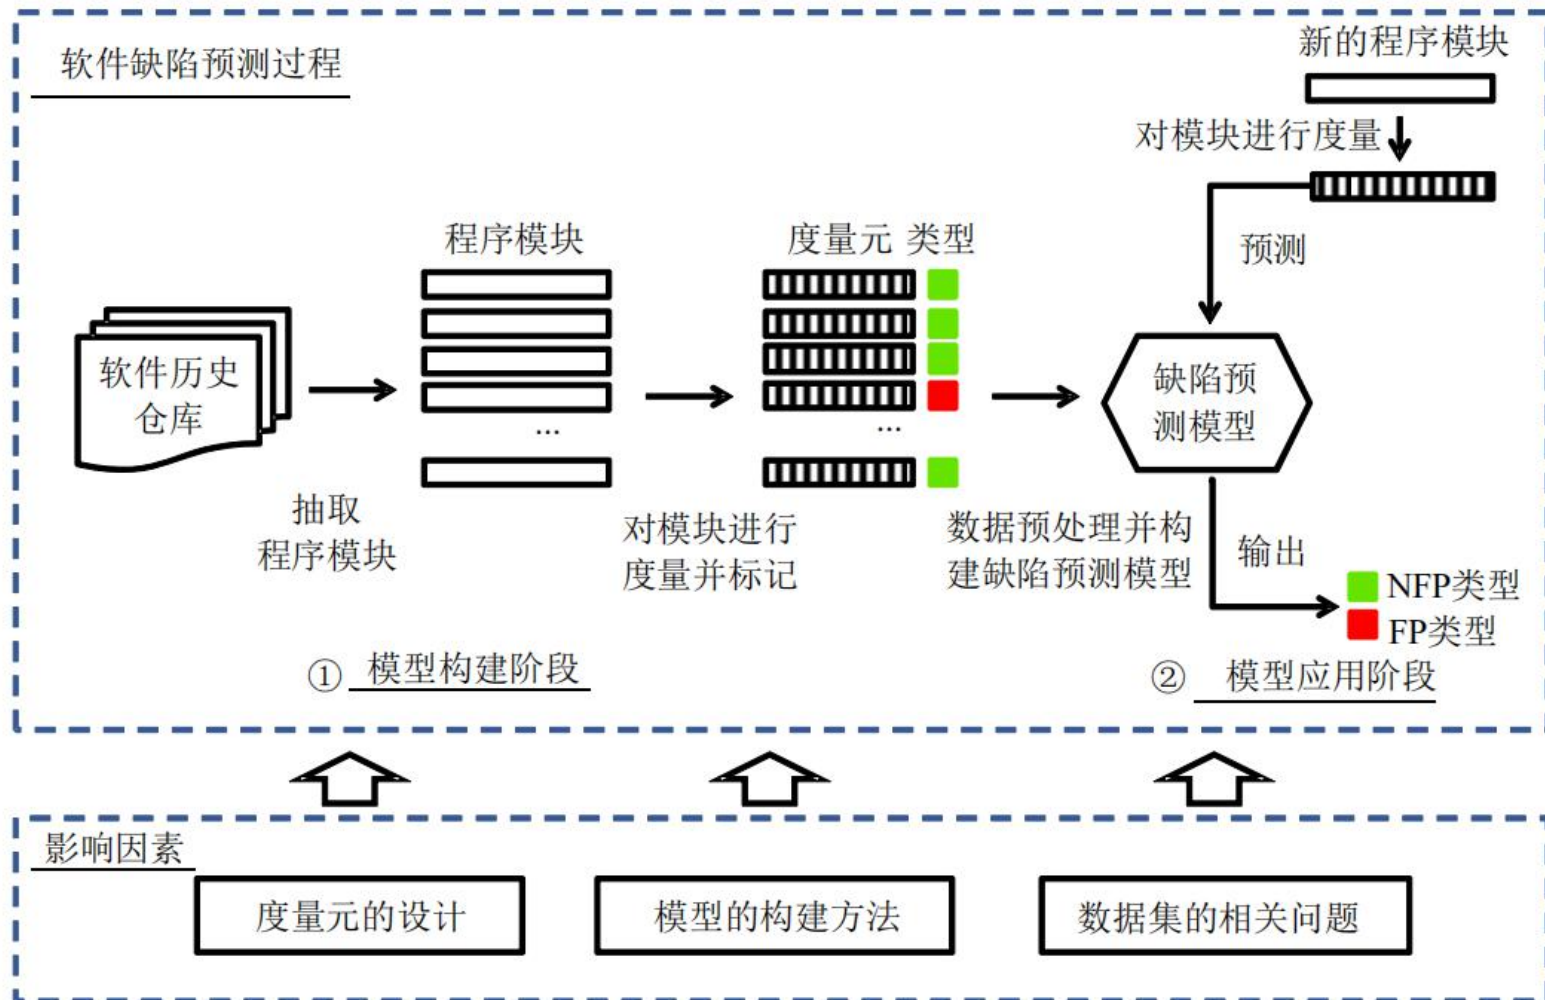 软件缺陷预测过程
新的程序模块
对模块进行度量
程序模块
度量元 类型
预测
软件历史
仓库
缺陷预
测模型
...
...
抽取
程序模块
对模块进行
度量并标记
数据预处理并构
建缺陷预测模型
输出
NFP类型
FP类型
① 模型构建阶段
② 模型应用阶段
影响因素
度量元的设计
模型的构建方法
数据集的相关问题